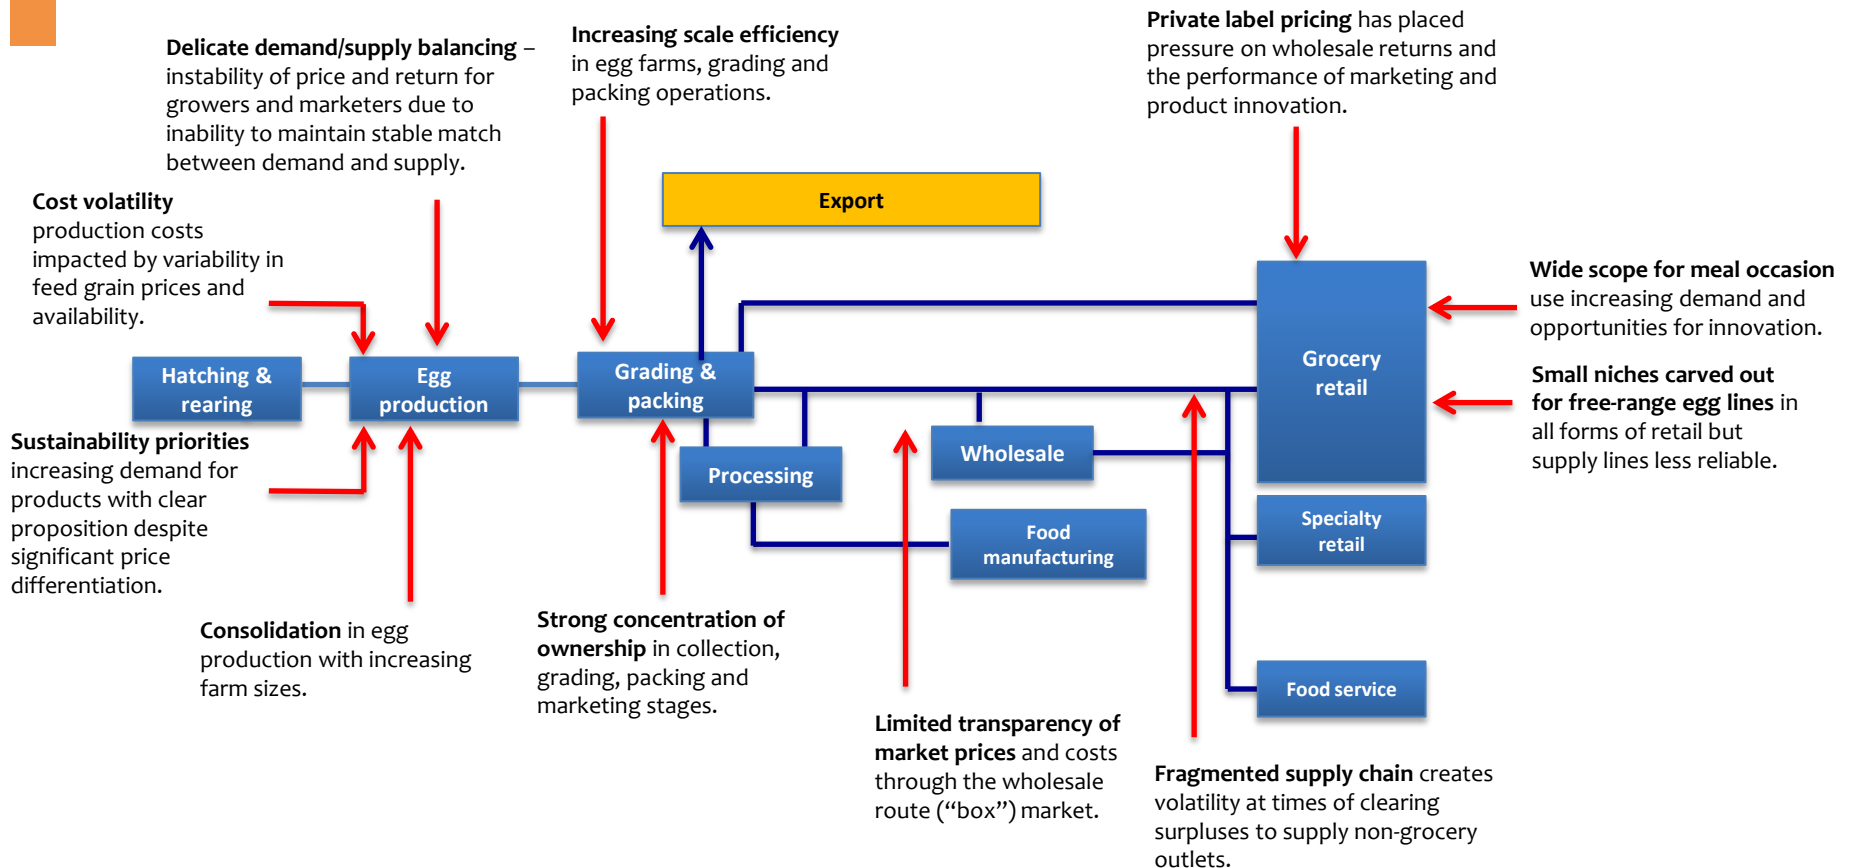 Delicate demand/supply balancing –
instability of price and return for
growers and marketers due to
inability to maintain stable match
between demand and supply.
Increasing scale efficiency
in egg farms, grading and
packing operations.
Private label pricing has placed
pressure on wholesale returns and
the performance of marketing and
product innovation.
Cost volatility
production costs
impacted by variability in
feed grain prices and
availability.
Export
Wide scope for meal occasion
use increasing demand and
opportunities for innovation.
Small niches carved out
for free-range egg lines in
all forms of retail but
supply lines less reliable.
Hatching &
rearing
Egg
production
Grading &
packing
Grocery
retail
Processing
Wholesale
Food
manufacturing
Specialty
retail
Food service
Sustainability priorities
increasing demand for
products with clear
proposition despite
significant price
differentiation.
Consolidation in egg
production with increasing
farm sizes.
Strong concentration of
ownership in collection,
grading, packing and
marketing stages.
Limited transparency of
market prices and costs
through the wholesale
route (“box”) market.
Fragmented supply chain creates
volatility at times of clearing
surpluses to supply non-grocery
outlets.